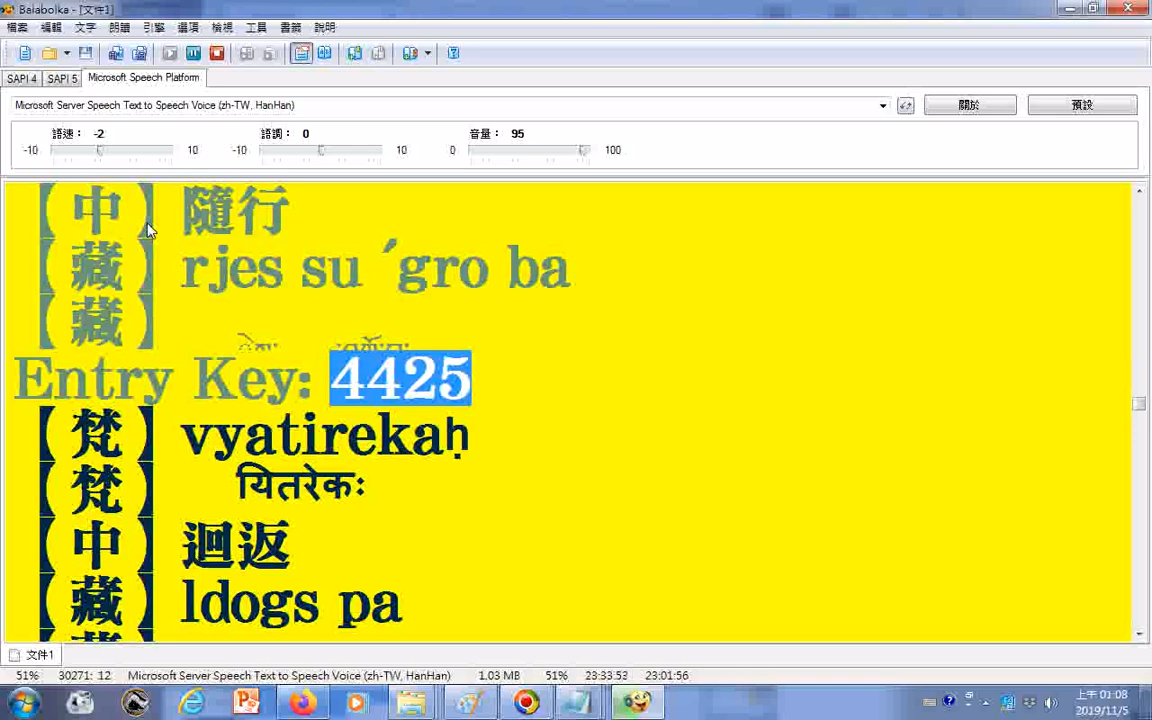 Balabolka - [文件1]
檔案 編輯 文字 朗讀 引擎 選項 檢視 工具 書籤 說明
SAPI 4 SAPI 5 Microsoft Speech Platform
Microsoft Server Speech Text to Speech Voice (zh-TW, HanHan) 關於 預設
語速： -2 語調： 0 音量： 95
-10 10 -10 10 0 100
【中】 隨行
【藏】 rjes su ´gro ba
【藏】
Entry Key: 4425
【梵】 vyatirekaḥ
【梵】 यितरेकः
【中】 迴返
【藏】 ldogs pa
文件1
51% 30271: 12 Microsoft Server Speech Text to Speech Voice (zh-TW, HanHan) 1.03 MB 51% 23:33:53 23:01:56
上午 01:08
2019/11/5